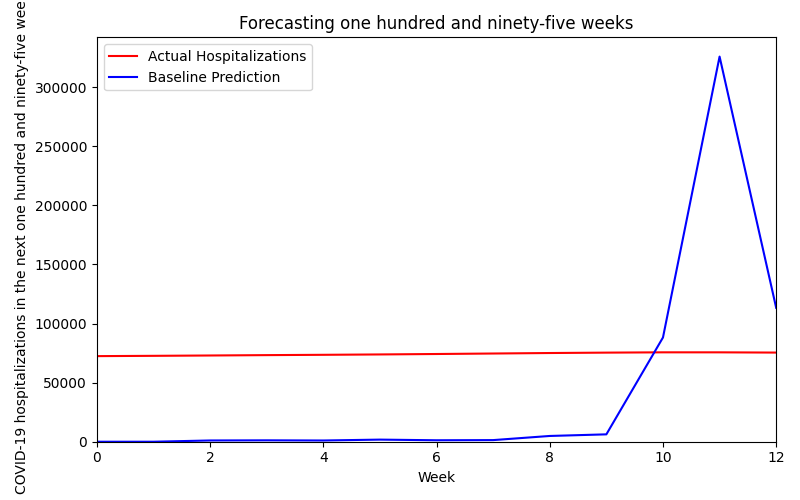 Forecasting one hundred and ninety-five weeks
Actual Hospitalizations
Baseline Prediction
COVID-19 hospitalizations in the next one hundred and ninety-five wee
300000
250000
200000
150000
100000
50000
0
0 2 4 6 8 10 12
Week